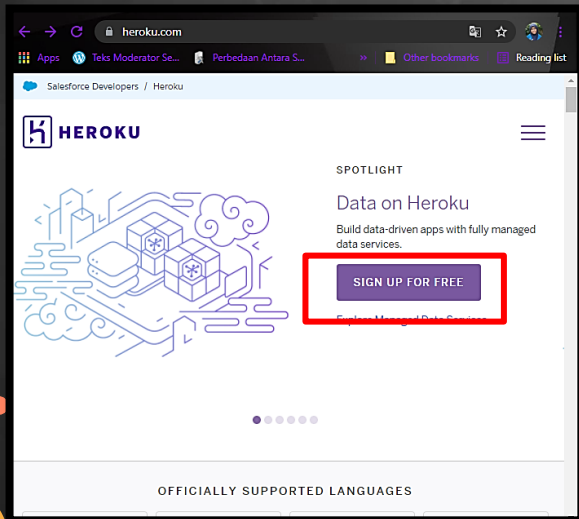 heroku.com
Apps
Teks Moderator Se...
Perbedaan Antara S...
»
Other bookmarks
Reading list
Salesforce Developers / Heroku
HEROKU
SPOTLIGHT
Data on Heroku
Build data-driven apps with fully managed
data services.
SIGN UP FOR FREE
Explore Managed Data Services
OFFICIALLY SUPPORTED LANGUAGES